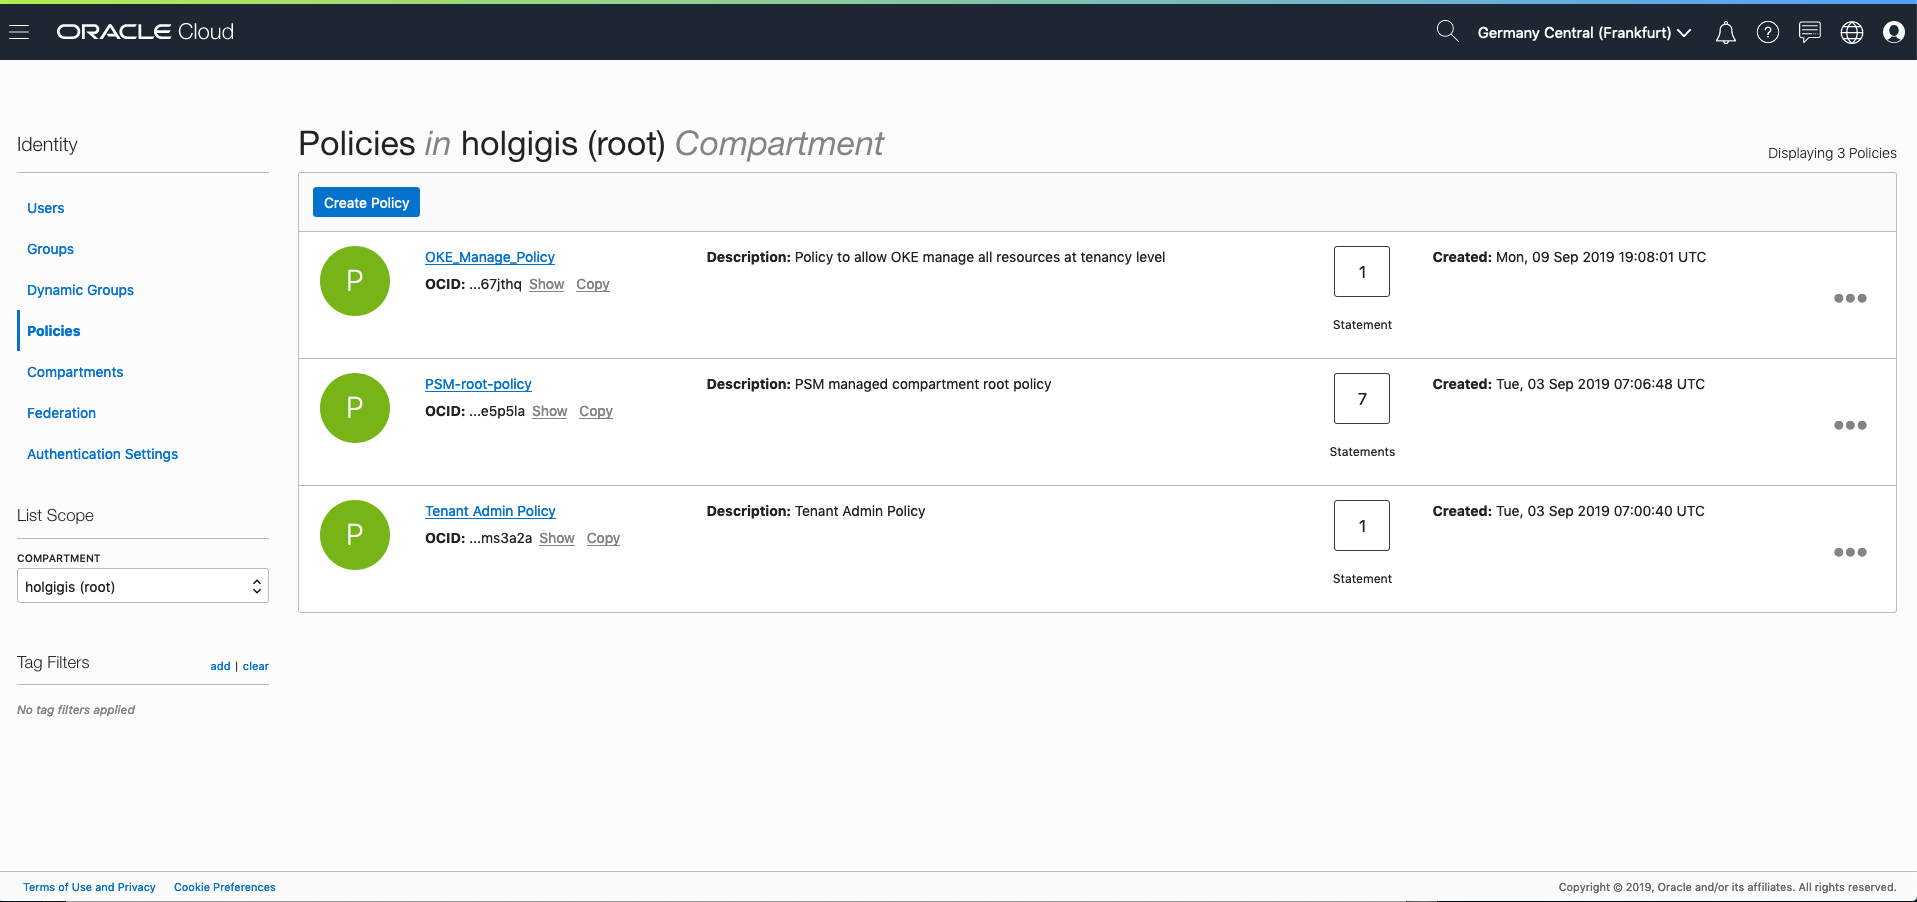 ORACLE Cloud
Germany Central (Frankfurt)
Identity
Users
Groups
Dynamic Groups
Policies
Compartments
Federation
Authentication Settings
List Scope
COMPARTMENT
holgigis (root)
Tag Filters
add | clear
No tag filters applied
Policies in holgigis (root) Compartment
Displaying 3 Policies
Create Policy
P
OKE_Manage_Policy
OCID: ...67jthq Show Copy
Description: Policy to allow OKE manage all resources at tenancy level
1
Statement
Created: Mon, 09 Sep 2019 19:08:01 UTC
P
PSM-root-policy
OCID: ...e5p5la Show Copy
Description: PSM managed compartment root policy
7
Statements
Created: Tue, 03 Sep 2019 07:06:48 UTC
P
Tenant Admin Policy
OCID: ...ms3a2a Show Copy
Description: Tenant Admin Policy
1
Statement
Created: Tue, 03 Sep 2019 07:00:40 UTC
Terms of Use and Privacy Cookie Preferences
Copyright © 2019, Oracle and/or its affiliates. All rights reserved.